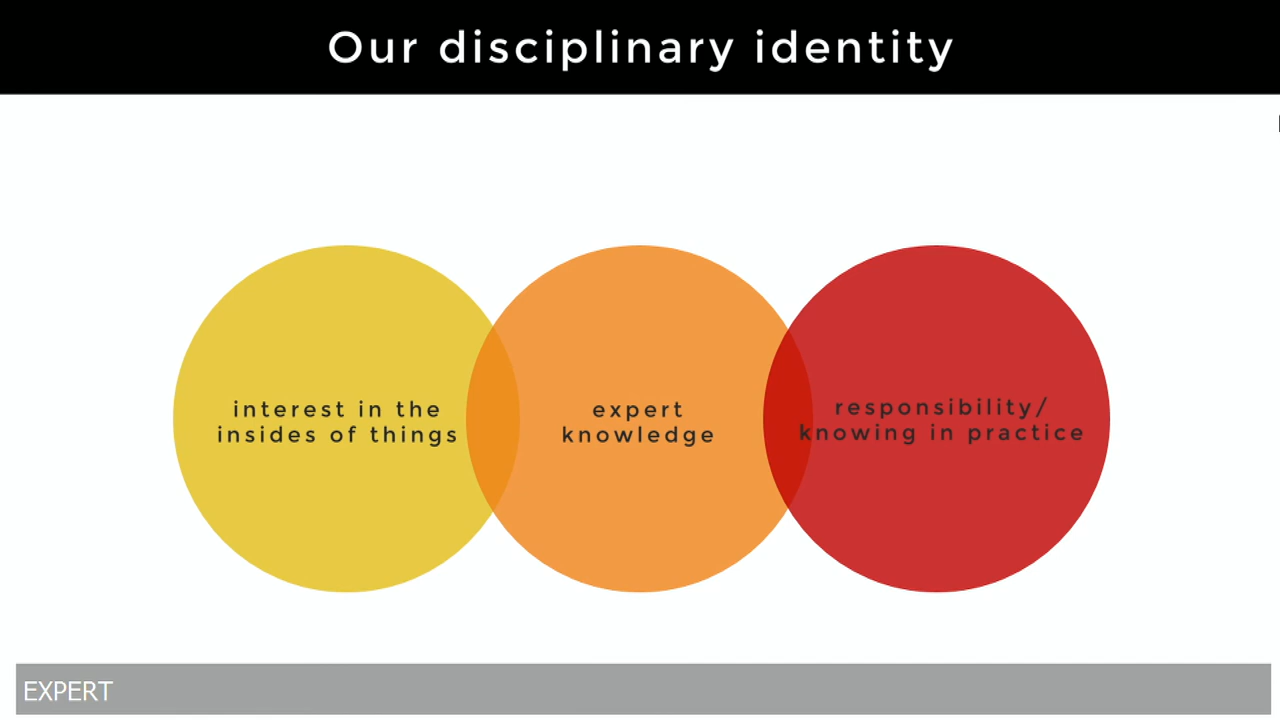 Our disciplinary identity
interest in the
insides of things
expert
knowledge
responsibility/
knowing in practice
EXPERT